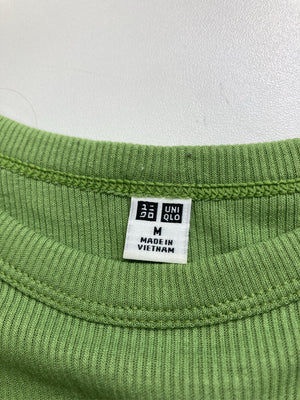 ユニ UNI
クロ QLO
M
MADE IN
VIETNAM